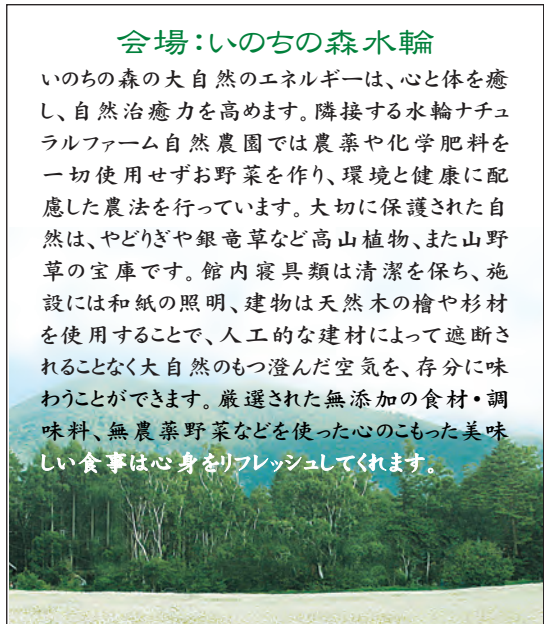 会場:いのちの森水輪
いのちの森の大自然のエネルギーは、心と体を癒
し、自然治癒力を高めます。隣接する水輪ナチュ
ラルファーム自然農園では農薬や化学肥料を
一切使用せずお野菜を作り、環境と健康に配
慮した農法を行っています。大切に保護された自
然は、やどりぎや銀竜草など高山植物、また山野
草の宝庫です。館内寝具類は清潔を保ち、施
設には和紙の照明、建物は天然木の檜や杉材
を使用することで、人工的な建材によって遮断さ
れることなく大自然のもつ澄んだ空気を、存分に味
わうことができます。厳選された無添加の食材・調
味料、無農薬野菜などを使った心のこもった美味
しい食事は心身をリフレッシュしてくれます。